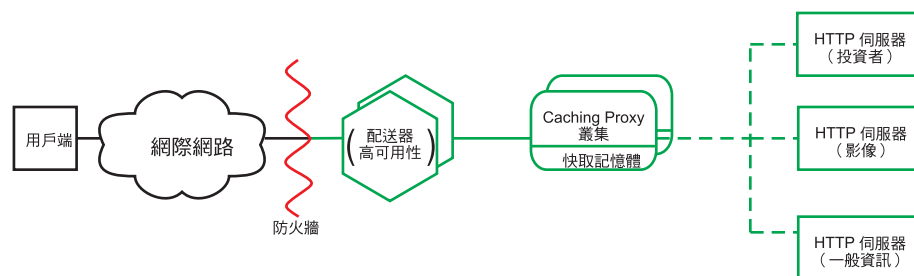 用戶端
網際網路
防火牆
(配送器
高可用性)
Caching Proxy
叢集
快取記憶體
HTTP 伺服器
(投資者)
HTTP 伺服器
(影像)
HTTP 伺服器
(一般資訊)